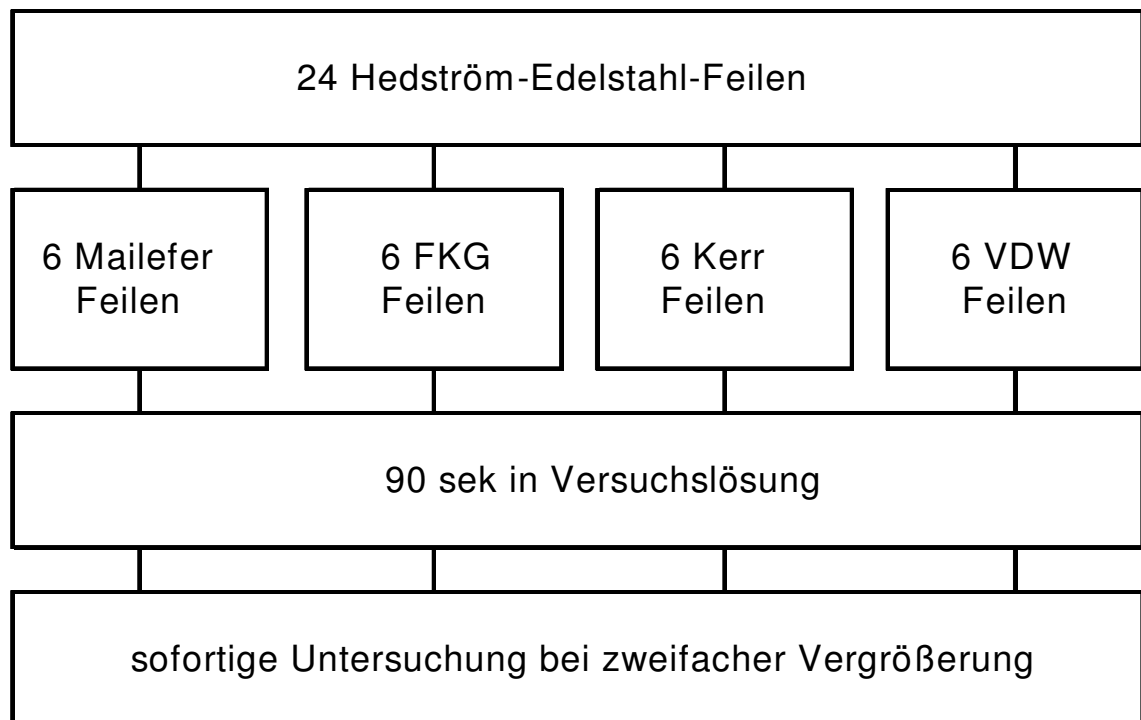 24 Hedström-Edelstahl-Feilen
6 Mailefer
Feilen
6 FKG
Feilen
6 Kerr
Feilen
6 VDW
Feilen
90 sek in Versuchslösung
sofortige Untersuchung bei zweifacher Vergrößerung